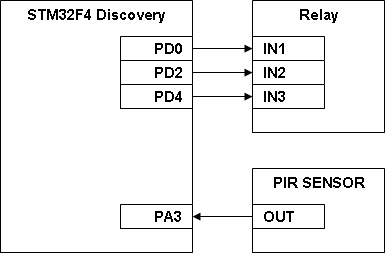 STM32F4 Discovery
PD0
PD2
PD4
PA3
Relay
IN1
IN2
IN3
PIR SENSOR
OUT